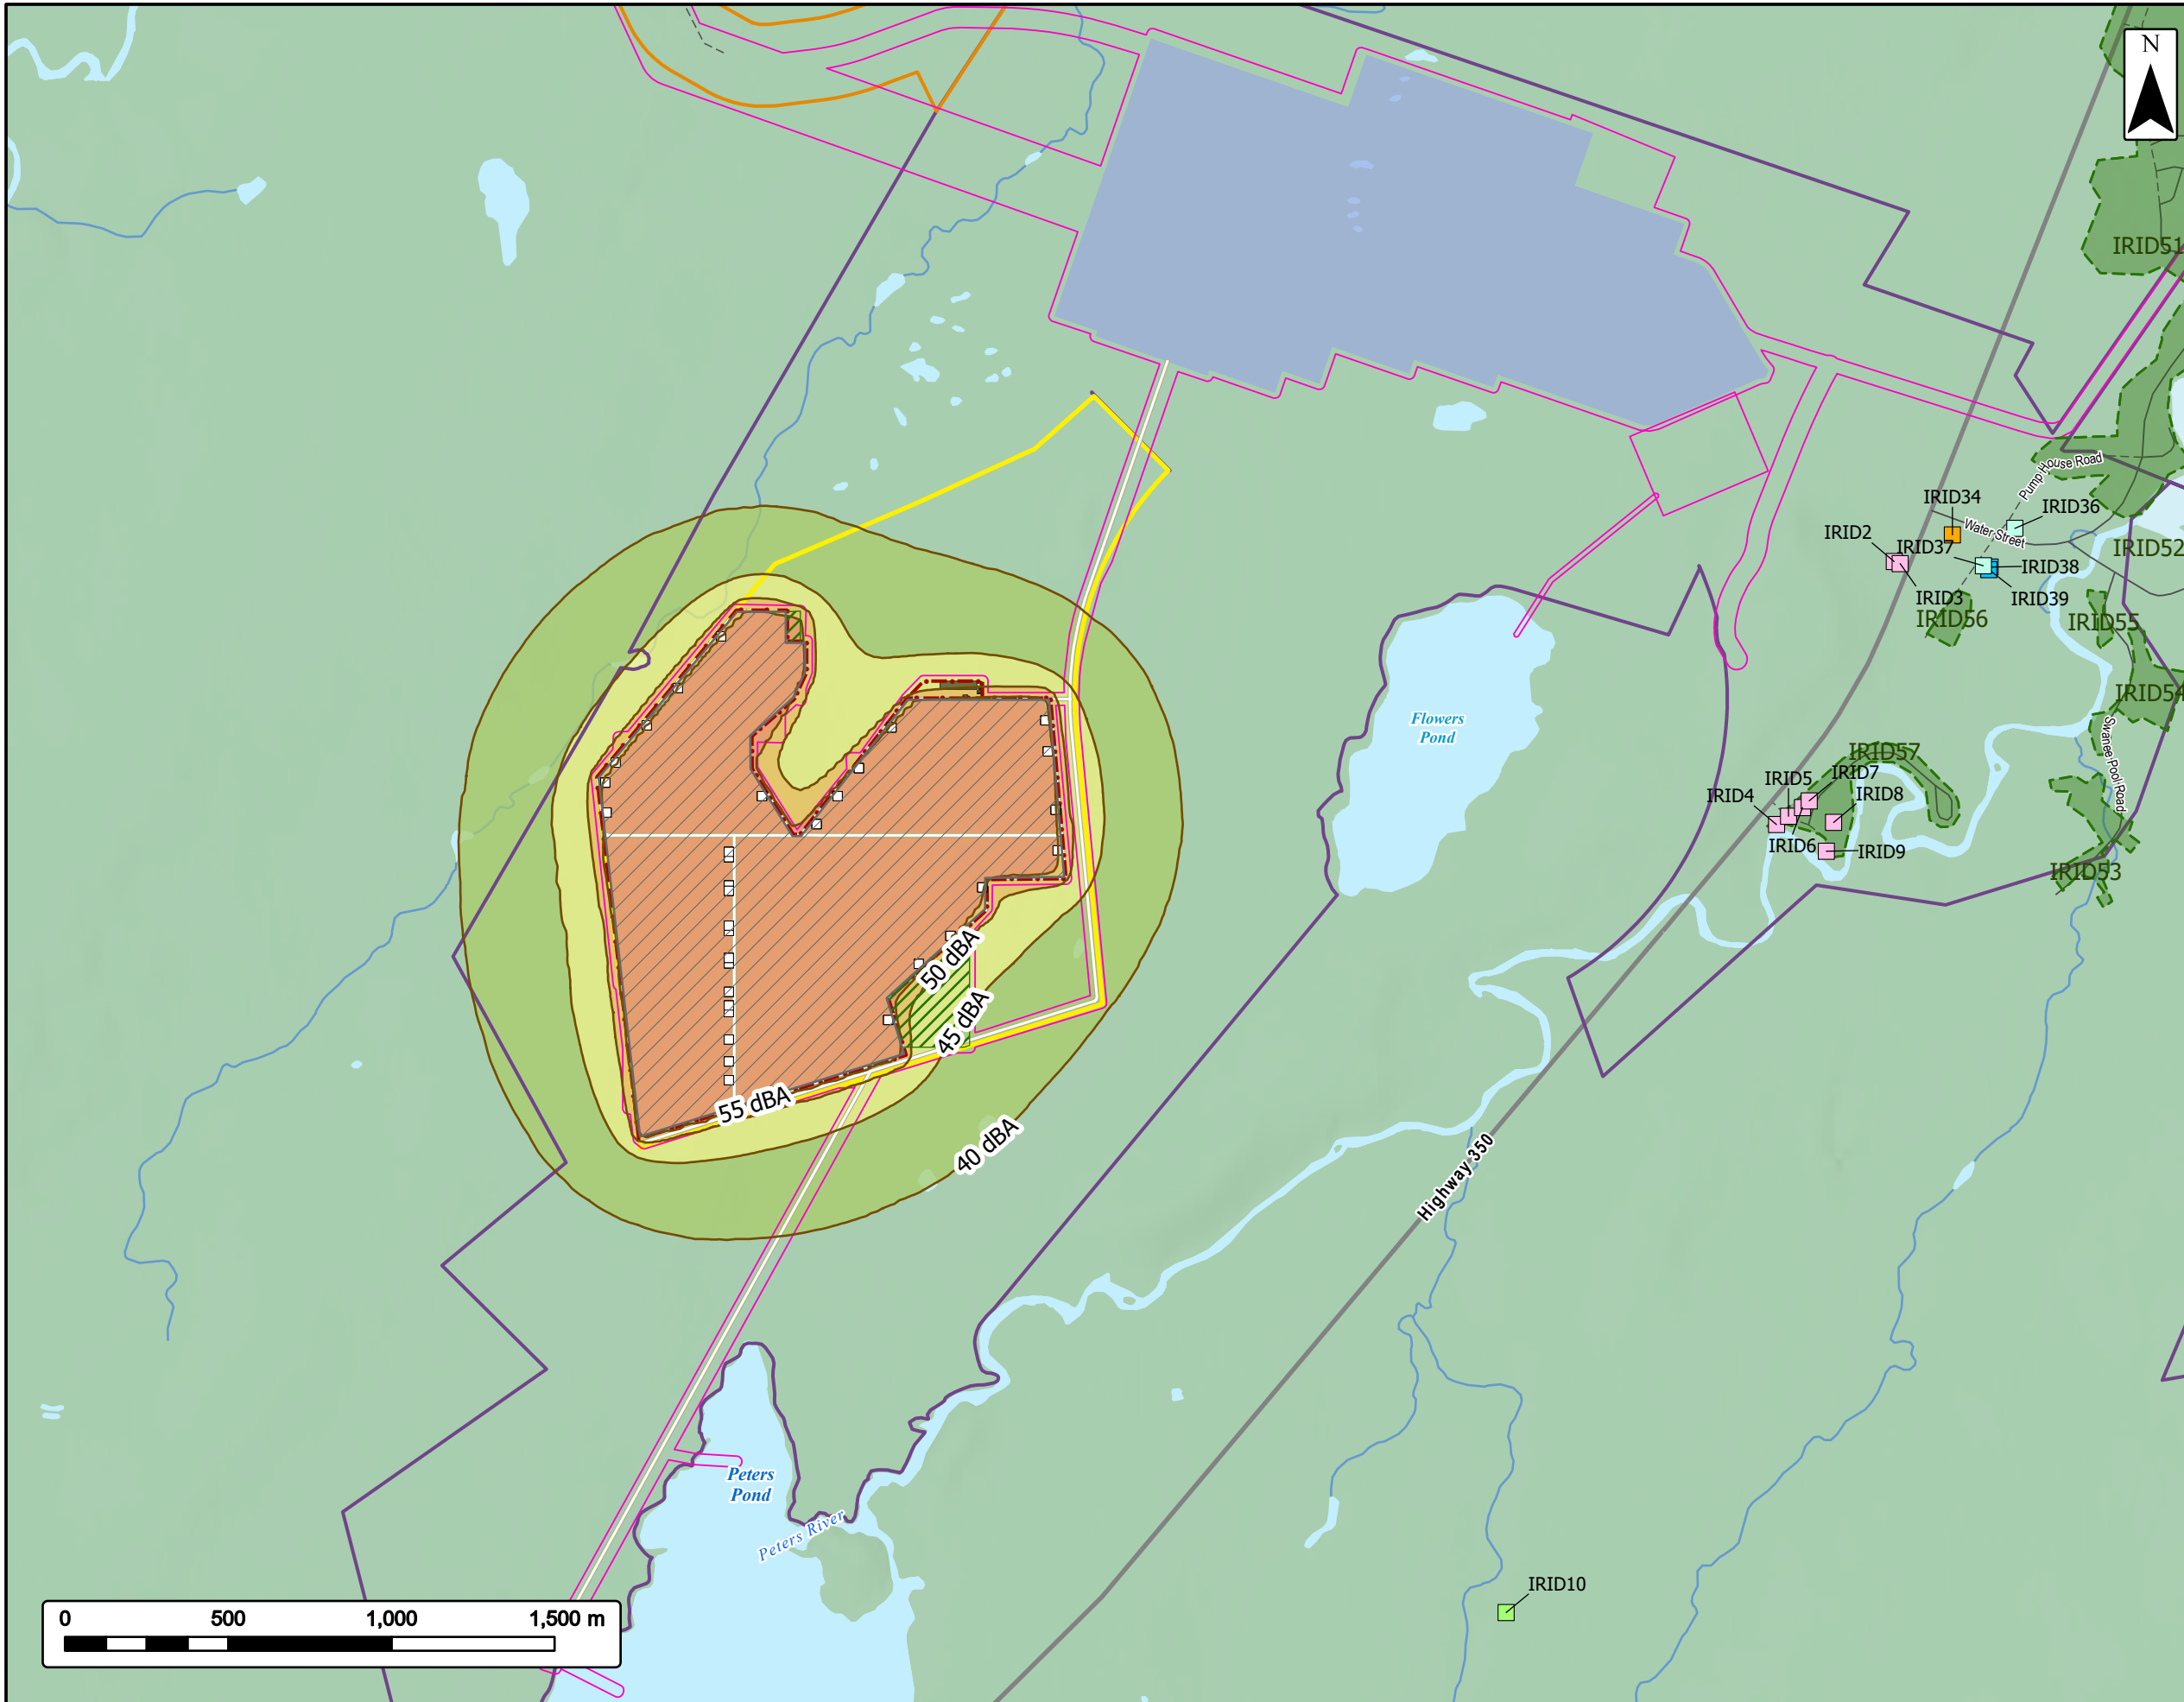 N
IRID51
Pump House Road
IRID34
IRID36
Water Street
IRID2
IRID37
IRID52
IRID38
IRID3
IRID39
IRID56
IRID55
IRID54
Flowers
Pond
Swanee Pool Road
IRID57
IRID5
IRID7
IRID4
IRID8
IRID6
IRID9
IRID53
50 dBA
45 dBA
55 dBA
40 dBA
Highway 350
Peters
Pond
Peters River
IRID10
0 500 1,000 1,500 m